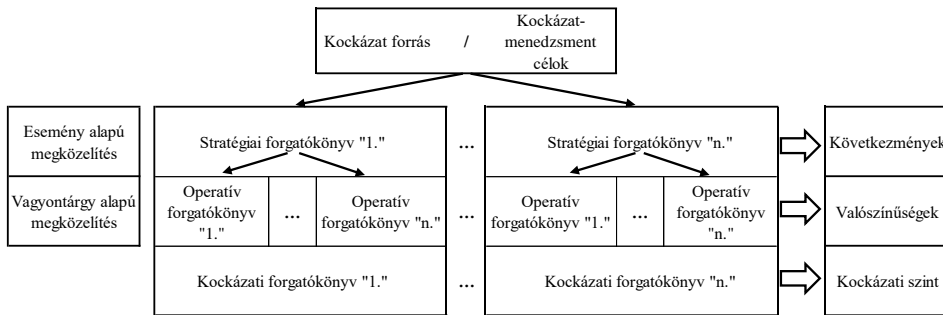 Kockázat forrás / Kockázat-
menedzsment
célok
Esemény alapú
megközelítés
Stratégiai forgatókönyv "1."
...
Stratégiai forgatókönyv "n."
Következmények
Vagyontárgy alapú
megközelítés
Operatív
forgatókönyv
"1."
...
Operatív
forgatókönyv "n."
...
Operatív
forgatókönyv "1."
...
Operatív
forgatókönyv
"n."
Valószínűségek
Kockázati forgatókönyv "1."
...
Kockázati forgatókönyv "n."
Kockázati szint